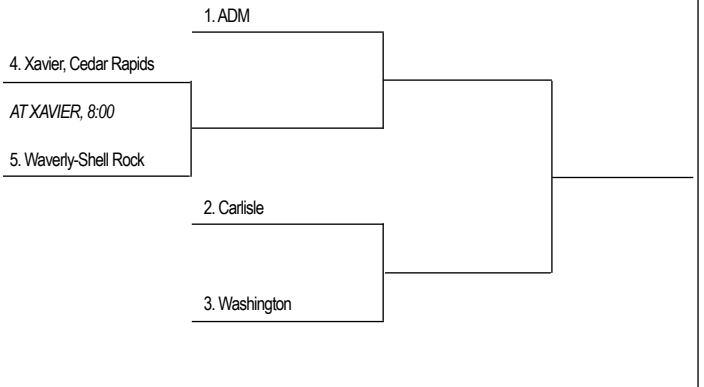 1. ADM
4. Xavier, Cedar Rapids
AT XAVIER, 8:00
5. Waverly-Shell Rock
2. Carlisle
3. Washington